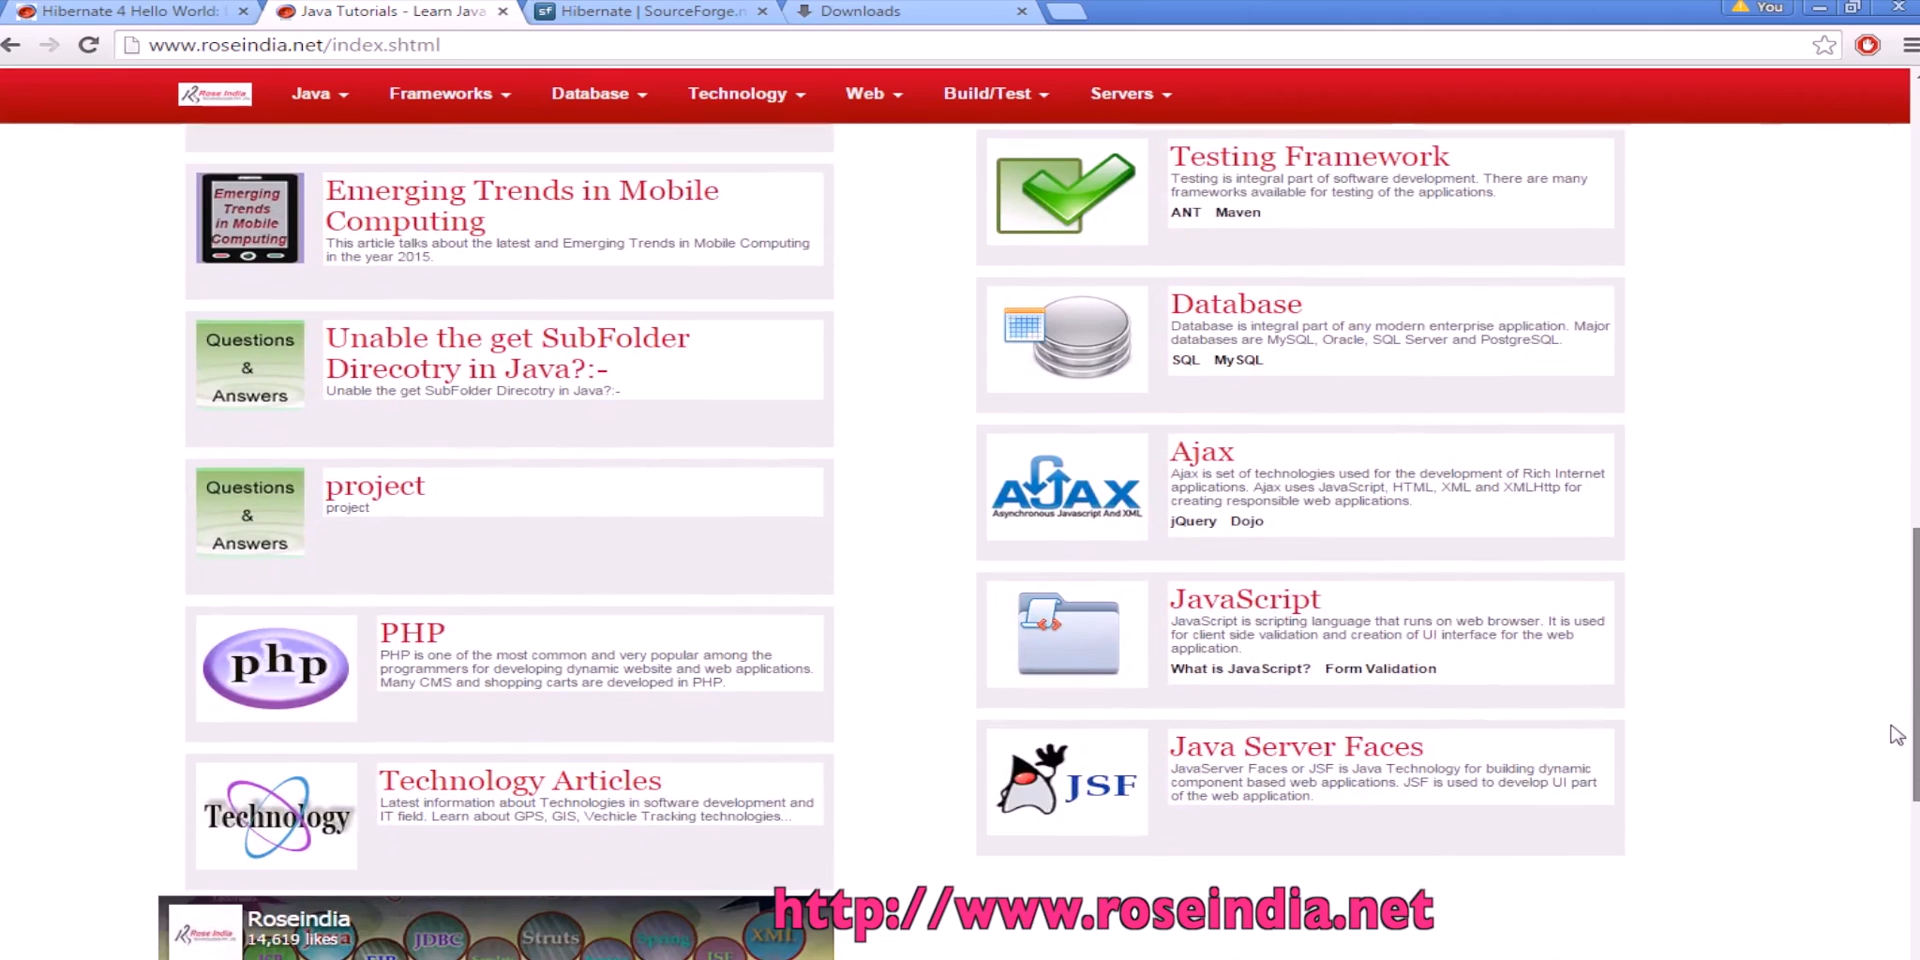 Hibernate 4 Hello World:
Java Tutorials - Learn Java
sf Hibernate | SourceForge.n
Downloads
You
www.roseindia.net/index.shtml
Rose India
Java
Frameworks
Database
Technology
Web
Build/Test
Servers
Emerging
Trends
in Mobile
Computing
Emerging Trends in Mobile
Computing
This article talks about the latest and Emerging Trends in Mobile Computing
in the year 2015.
Questions
&
Answers
Unable the get SubFolder
Direcotry in Java?:-
Unable the get SubFolder Direcotry in Java?:-
Questions
&
Answers
project
project
php
PHP
PHP is one of the most common and very popular among the
programmers for developing dynamic website and web applications.
Many CMS and shopping carts are developed in PHP.
Technology
Technology Articles
Latest information about Technologies in software development and
IT field. Learn about GPS, GIS, Vechicle Tracking technologies...
Testing Framework
Testing is integral part of software development. There are many
frameworks available for testing of the applications.
ANT Maven
Database
Database is integral part of any modern enterprise application. Major
databases are MySQL, Oracle, SQL Server and PostgreSQL.
SQL MySQL
AJAX
Asynchronous Javascript And XML
Ajax
Ajax is set of technologies used for the development of Rich Internet
applications. Ajax uses JavaScript, HTML, XML and XMLHttp for
creating responsible web applications.
jQuery Dojo
JavaScript
JavaScript is scripting language that runs on web browser. It is used
for client side validation and creation of UI interface for the web
application.
What is JavaScript? Form Validation
JSF
Java Server Faces
JavaServer Faces or JSF is Java Technology for building dynamic
component based web applications. JSF is used to develop UI part
of the web application.
Rose India
Roseindia
14,619 likes
JDBC
Struts
Spring
XML
http://www.roseindia.net